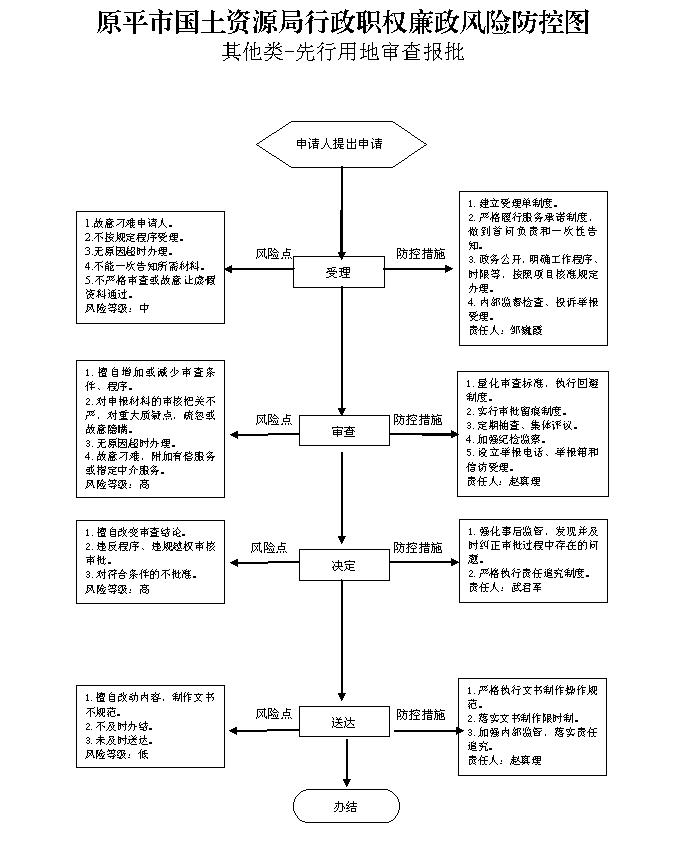 原平市国土资源局行政职权廉政风险防控图
其他类-先行用地审查报批
申请人提出申请
1.故意刁难申请人。
2.不按规定程序受理。
3.无原因超时办理。
4.不能一次告知所需材料。
5.不严格审查或故意让虚假
资料通过。
风险等级：中
风险点
受理
防控措施
1. 建立受理单制度。
2. 严格履行服务承诺制度，
做到首问负责和一次性告
知。
3. 政务公开，明确工作程序、
时限等，按照项目核准规定
办理。
4. 内部监督检查、投诉举报
受理。
责任人：邹巍霞
1. 擅自增加或减少审查条
件、程序。
2. 对申报材料的审核把关不
严，对重大质疑点，疏忽或
故意隐瞒。
3. 无原因超时办理。
4. 故意刁难，附加有偿服务
或指定中介服务。
风险等级：高
风险点
审查
防控措施
1. 量化审查标准，执行回避
制度。
2. 实行审批留痕制度。
3. 定期抽查、集体评议。
4. 加强纪检监察。
5. 设立举报电话、举报箱和
信访受理。
责任人：赵真理
1. 擅自改变审查结论。
2. 违反程序、违规越权审核
审批。
3. 对符合条件的不批准。
风险等级：高
风险点
决定
防控措施
1. 强化事后监管，发现并及
时纠正审批过程中存在的问
题。
2. 严格执行责任追究制度。
责任人：武君军
1. 擅自改动内容，制作文书
不规范。
2. 不及时办结。
3. 未及时送达。
风险等级：低
风险点
送达
防控措施
1. 严格执行文书制作操作规
范。
2. 落实文书制作限时制。
3. 加强内部监管，落实责任
追究。
责任人：赵真理
办结